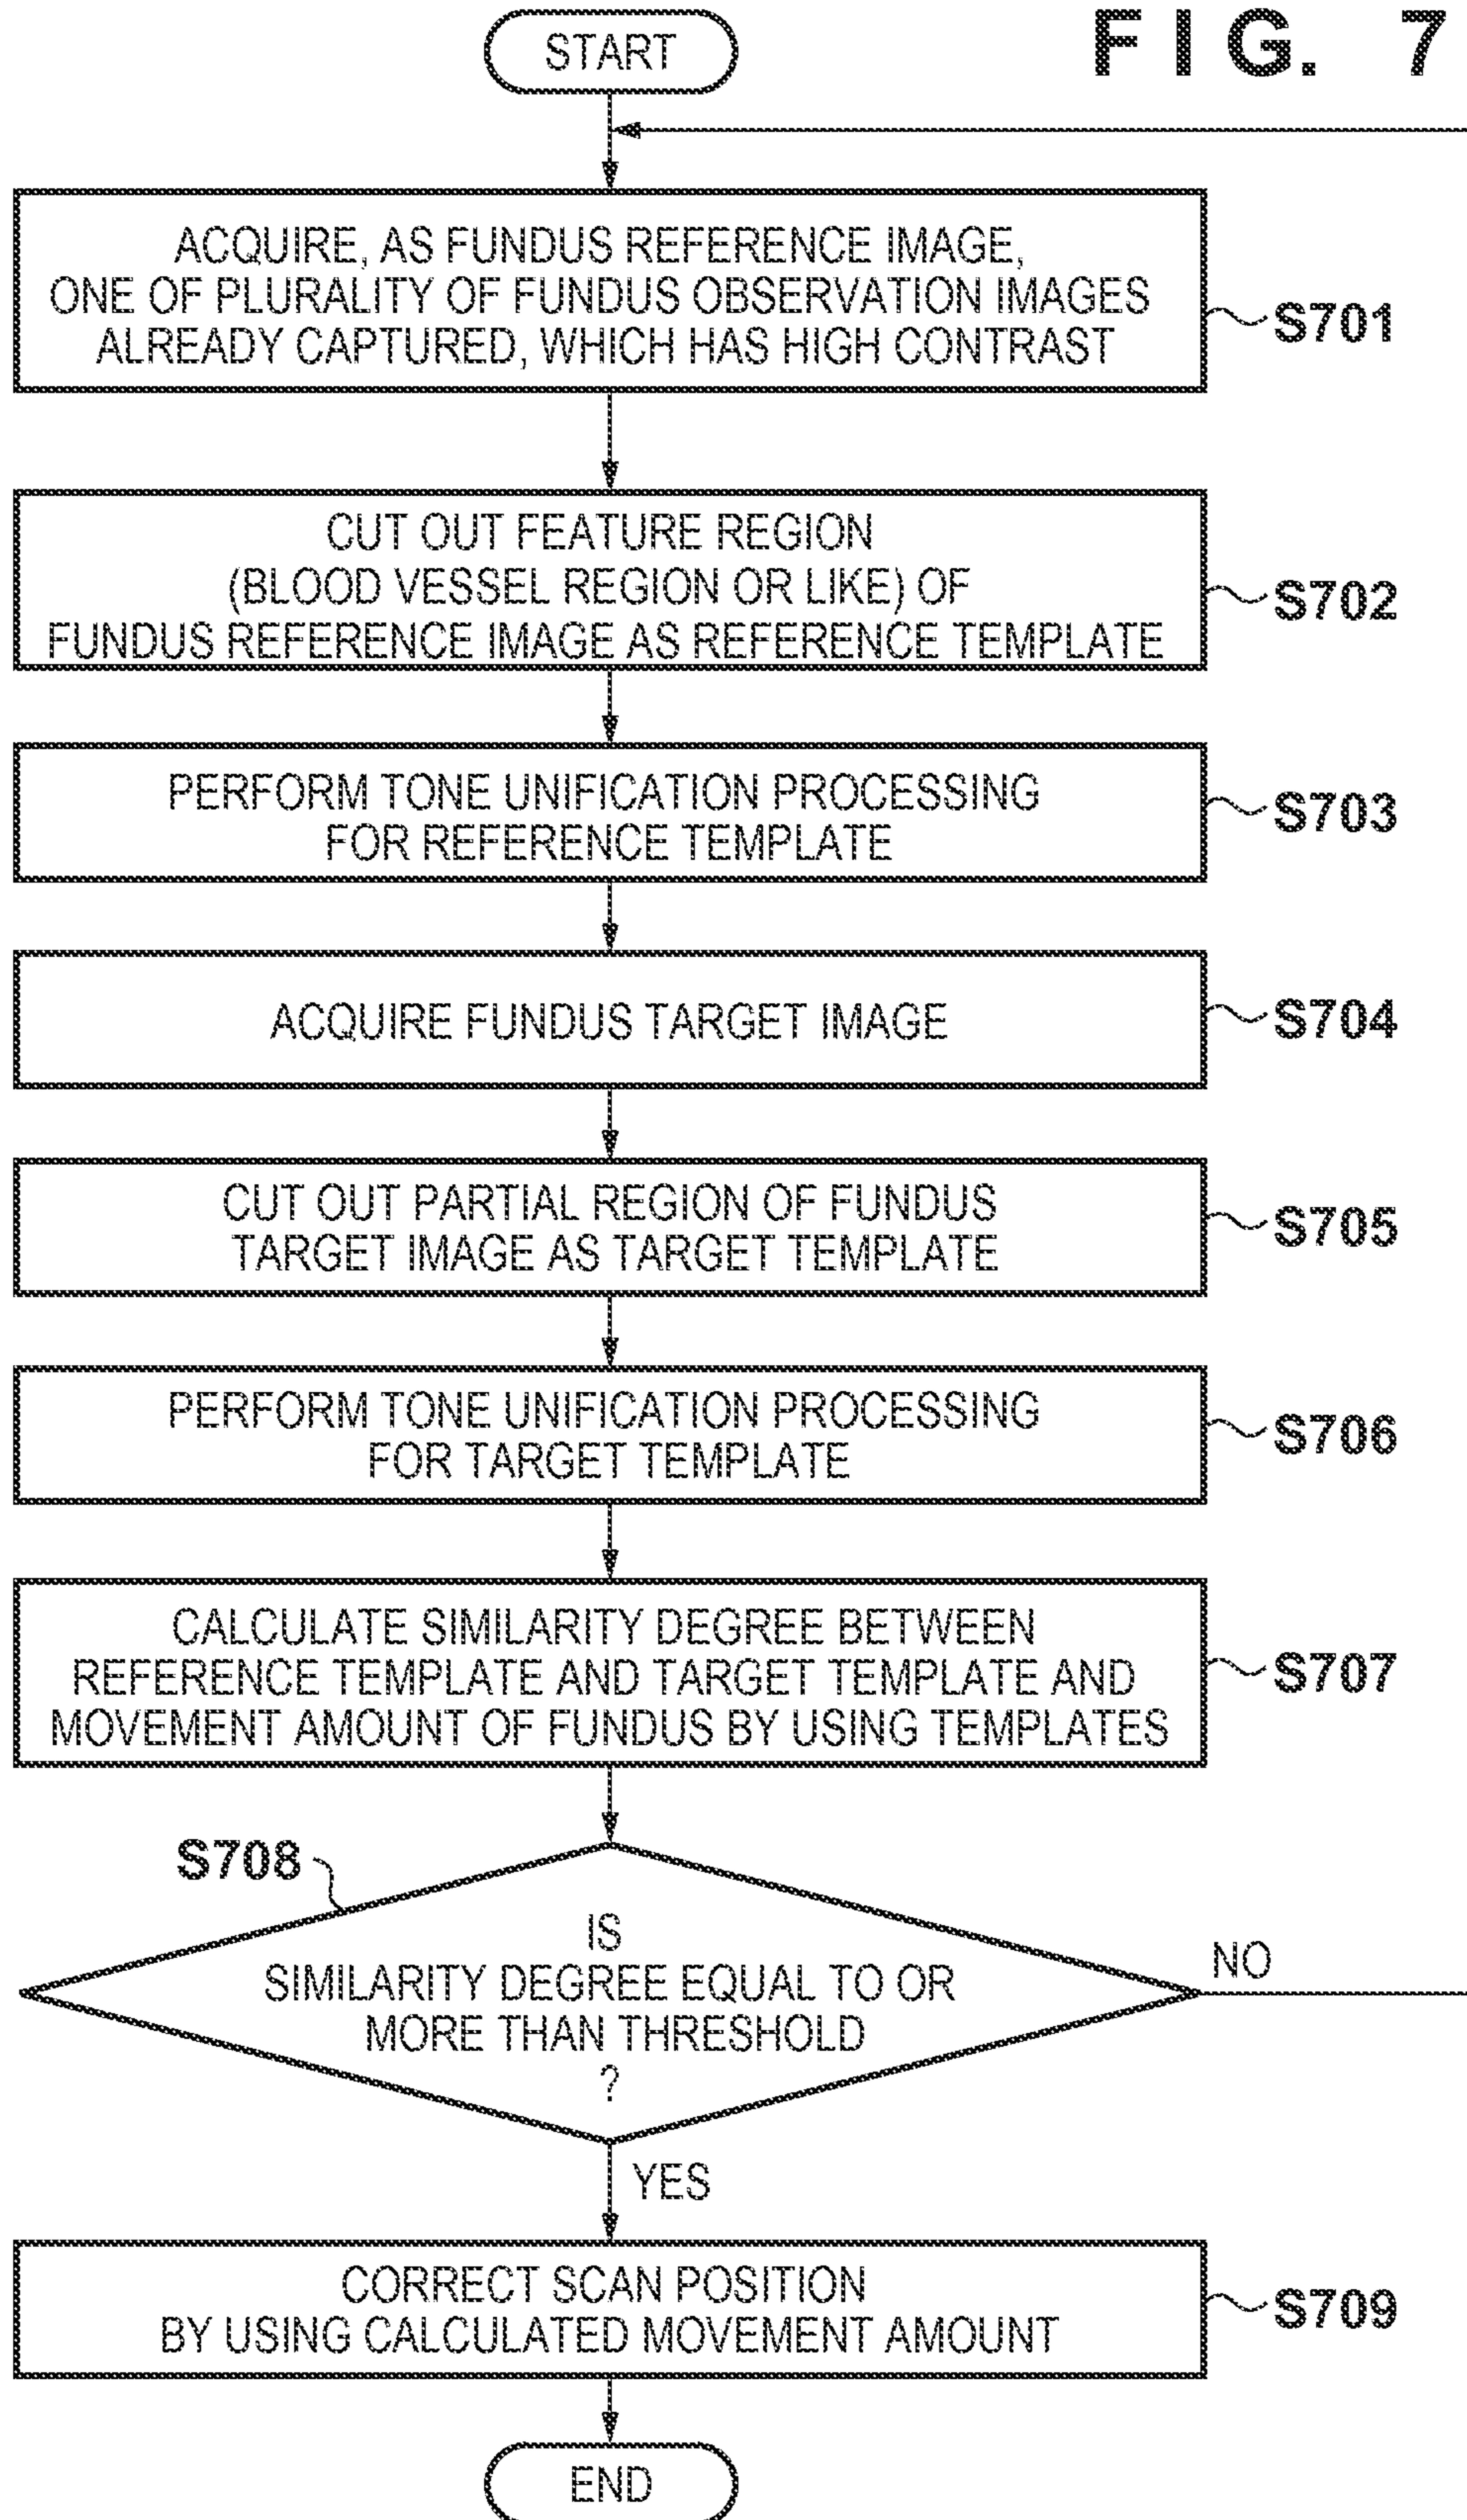 FIG. 7
START
ACQUIRE, AS FUNDUS REFERENCE IMAGE,
ONE OF PLURALITY OF FUNDUS OBSERVATION IMAGES
ALREADY CAPTURED, WHICH HAS HIGH CONTRAST
S701
CUT OUT FEATURE REGION
(BLOOD VESSEL REGION OR LIKE) OF
FUNDUS REFERENCE IMAGE AS REFERENCE TEMPLATE
S702
PERFORM TONE UNIFICATION PROCESSING
FOR REFERENCE TEMPLATE
S703
ACQUIRE FUNDUS TARGET IMAGE
S704
CUT OUT PARTIAL REGION OF FUNDUS
TARGET IMAGE AS TARGET TEMPLATE
S705
PERFORM TONE UNIFICATION PROCESSING
FOR TARGET TEMPLATE
S706
CALCULATE SIMILARITY DEGREE BETWEEN
REFERENCE TEMPLATE AND TARGET TEMPLATE AND
MOVEMENT AMOUNT OF FUNDUS BY USING TEMPLATES
S707
S708
IS
SIMILARITY DEGREE EQUAL TO OR
MORE THAN THRESHOLD
?
NO
YES
CORRECT SCAN POSITION
BY USING CALCULATED MOVEMENT AMOUNT
S709
END